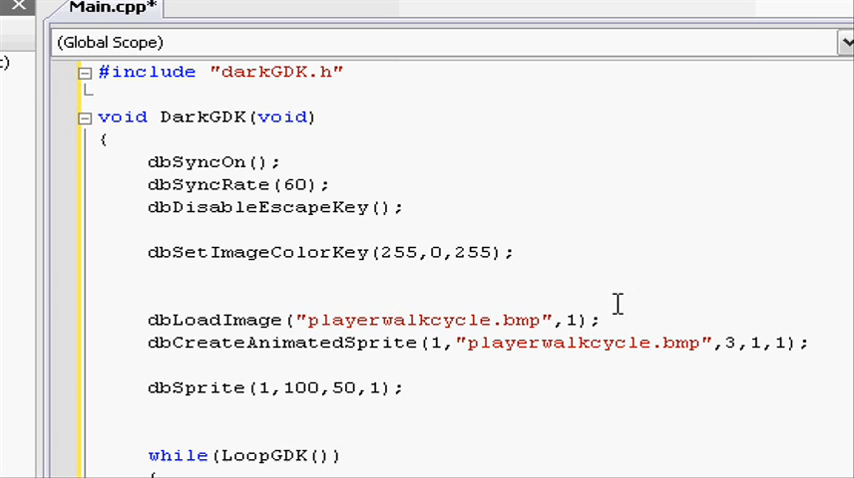 Main.cpp*
(Global Scope)
:)
#include "darkGDK.h"
void DarkGDK(void)
{
dbSyncOn();
dbSyncRate(60);
dbDisableEscapeKey();
dbSetImageColorKey(255,0,255);
dbLoadImage("playerwalkcycle.bmp",1);
dbCreateAnimatedSprite(1,"playerwalkcycle.bmp",3,1,1);
dbSprite(1,100,50,1);
while(LoopGDK())
{